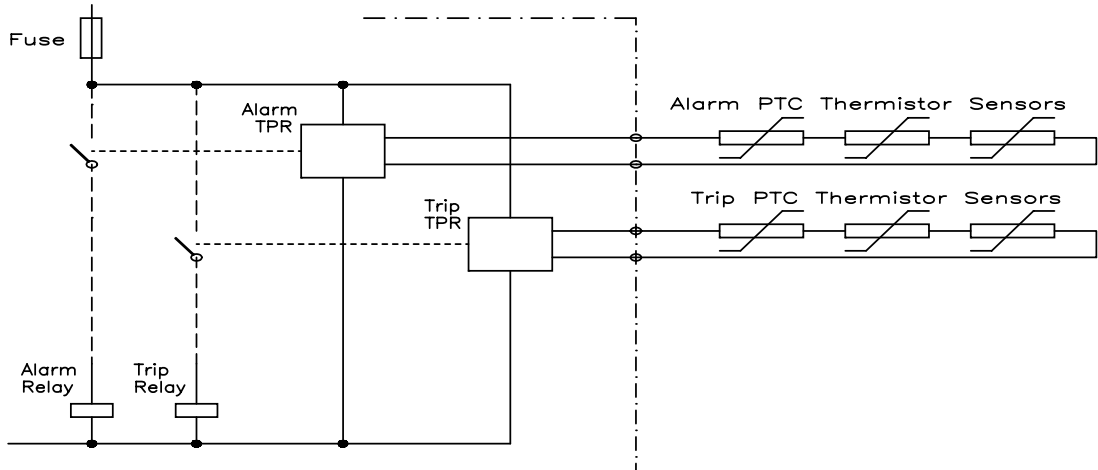 Fuse
Alarm
TPR
Alarm PTC Thermistor Sensors
Trip
TPR
Trip PTC Thermistor Sensors
Alarm
Relay
Trip
Relay